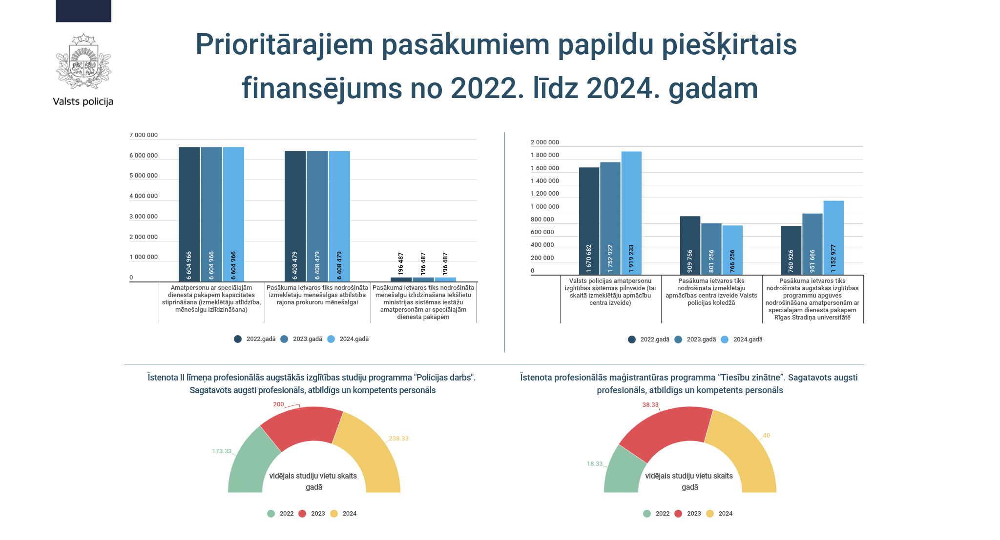 Valsts policija
Prioritārajiem pasākumiem papildu piešķirtais
finansējums no 2022. līdz 2024. gadam
7 000 000
6 000 000
5 000 000
4 000 000
3 000 000
2 000 000
1 000 000
0
6 604 966
6 604 966
6 604 966
6 408 479
6 408 479
6 408 479
196 487
196 487
196 487
Amatpersonu ar speciālajām
dienesta pakāpēm kapacitātes
stiprināšana (izmeklētāju atlīdzība,
mēnešalgu izlīdzināšana)
Pasākuma ietvaros tiks nodrošināta
izmeklētāju mēnešalgas atbilstība
rajona prokuroru mēnešalgai
Pasākuma ietvaros tiks nodrošināta
mēnešalgu izlīdzināšana Iekšlietu
ministrijas sistēmas iestāžu
amatpersonām ar speciālajām
dienesta pakāpēm
2022.gadā
2023.gadā
2024.gadā
2 000 000
1 800 000
1 600 000
1 400 000
1 200 000
1 000 000
800 000
600 000
400 000
200 000
0
1 670 682
1 752 922
1 919 233
909 756
801 256
766 256
760 926
951 666
1 152 977
Valsts policijas amatpersonu
izglītības sistēmas pilnveide (tai
skaitā izmeklētāju apmācību
centra izveide)
Pasākuma ietvaros tiks
nodrošināta izmeklētāju
apmācības centra izveide Valsts
policijas koledžā
Pasākuma ietvaros tiks
nodrošināta augstākās izglītības
programmu apguves
nodrošināšana amatpersonām ar
speciālajām dienesta pakāpēm
Rīgas Stradiņa universitātē
2022.gadā
2023.gadā
2024.gadā
Īstenota II līmeņa profesionālās augstākās izglītības studiju programma "Policijas darbs".
Sagatavots augsti profesionāls, atbildīgs un kompetents personāls
200
238.33
173.33
vidējais studiju vietu skaits
gadā
2022
2023
2024
Īstenota profesionālās maģistrantūras programma “Tiesību zinātne”. Sagatavots augsti
profesionāls, atbildīgs un kompetents personāls
38.33
40
18.33
vidējais studiju vietu skaits
gadā
2022
2023
2024